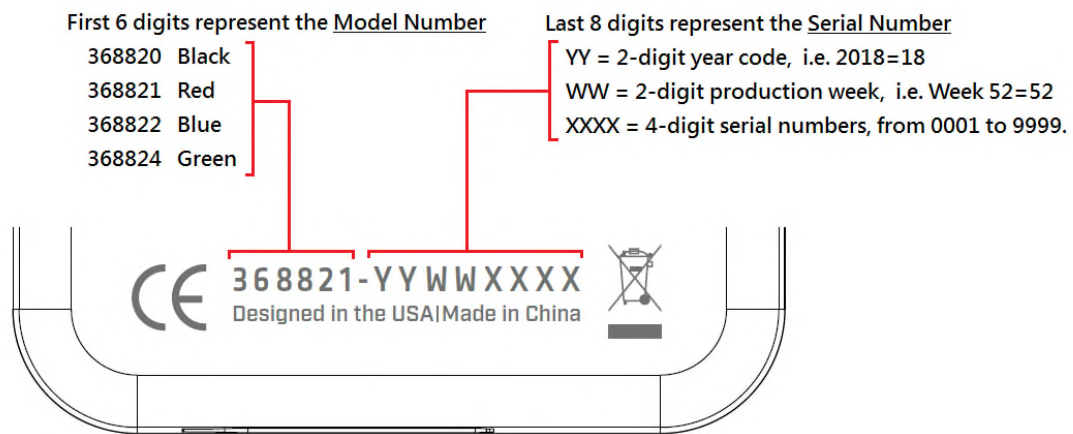 First 6 digits represent the Model Number
368820 Black
368821 Red
368822 Blue
368824 Green
Last 8 digits represent the Serial Number
YY = 2-digit year code, i.e. 2018=18
WW = 2-digit production week, i.e. Week 52=52
XXXX = 4-digit serial numbers, from 0001 to 9999.
CE
368821-YYWWXXXX
Designed in the USA|Made in China